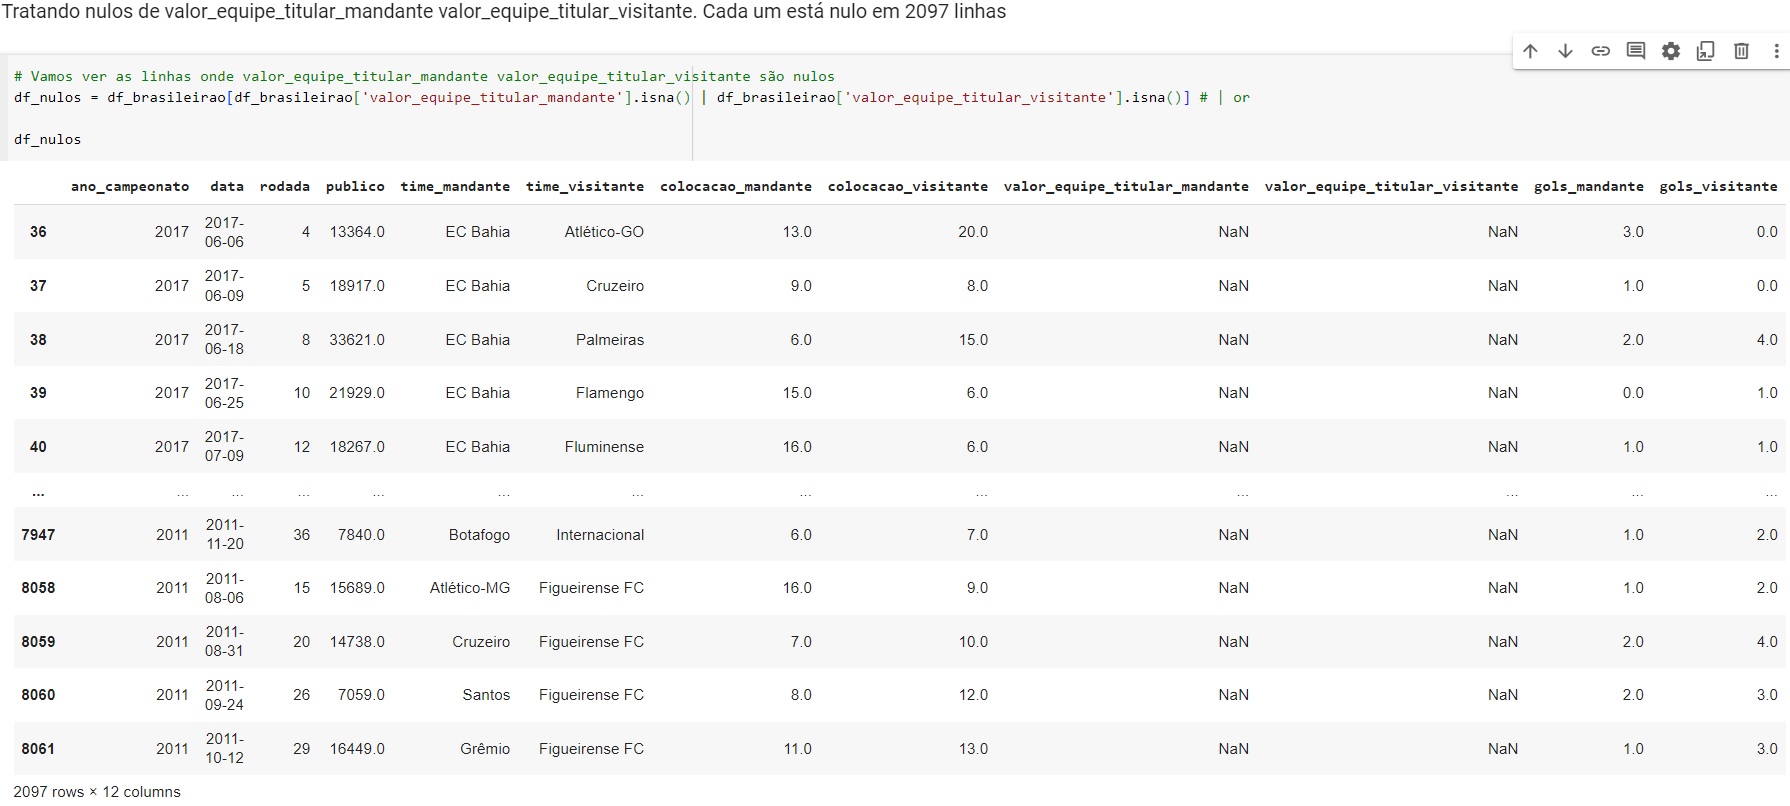 Tratando nulos de valor_equipe_titular_mandante valor_equipe_titular_visitante. Cada um está nulo em 2097 linhas
# Vamos ver as linhas onde valor_equipe_titular_mandante valor_equipe_titular_visitante são nulos
df_nulos = df_brasileirao[df_brasileirao['valor_equipe_titular_mandante'].isna() | df_brasileirao['valor_equipe_titular_visitante'].isna()] # | or
df_nulos
ano_campeonato data rodada publico time_mandante time_visitante colocacao_mandante colocacao_visitante valor_equipe_titular_mandante valor_equipe_titular_visitante gols_mandante gols_visitante
36 2017 2017-06-06 4 13364.0 EC Bahia Atlético-GO 13.0 20.0 NaN NaN 3.0 0.0
37 2017 2017-06-09 5 18917.0 EC Bahia Cruzeiro 9.0 8.0 NaN NaN 1.0 0.0
38 2017 2017-06-18 8 33621.0 EC Bahia Palmeiras 6.0 15.0 NaN NaN 2.0 4.0
39 2017 2017-06-25 10 21929.0 EC Bahia Flamengo 15.0 6.0 NaN NaN 0.0 1.0
40 2017 2017-07-09 12 18267.0 EC Bahia Fluminense 16.0 6.0 NaN NaN 1.0 1.0
... ... ... ... ... ... ... ... ... ... ... ... ...
7947 2011 2011-11-20 36 7840.0 Botafogo Internacional 6.0 7.0 NaN NaN 1.0 2.0
8058 2011 2011-08-06 15 15689.0 Atlético-MG Figueirense FC 16.0 9.0 NaN NaN 1.0 2.0
8059 2011 2011-08-31 20 14738.0 Cruzeiro Figueirense FC 7.0 10.0 NaN NaN 2.0 4.0
8060 2011 2011-09-24 26 7059.0 Santos Figueirense FC 8.0 12.0 NaN NaN 2.0 3.0
8061 2011 2011-10-12 29 16449.0 Grêmio Figueirense FC 11.0 13.0 NaN NaN 1.0 3.0
2097 rows × 12 columns